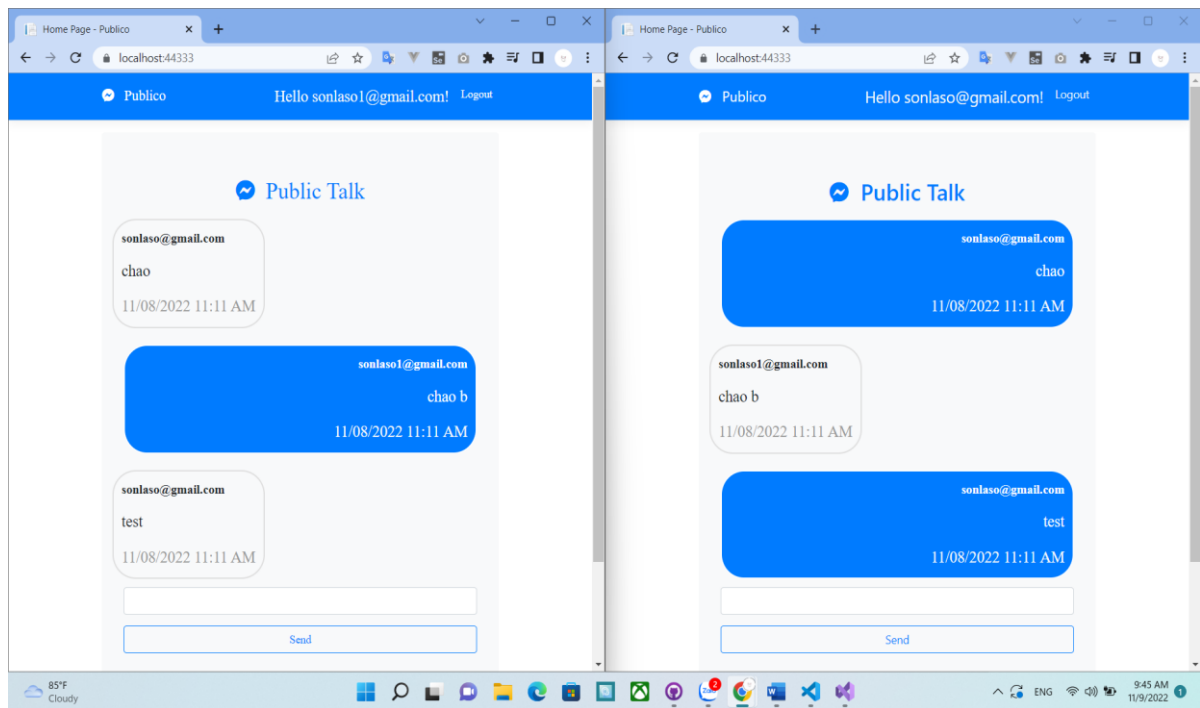 Home Page - Publico
localhost:44333
Publico
Hello sonlaso1@gmail.com!
Logout
Public Talk
sonlaso@gmail.com
chao
11/08/2022 11:11 AM
sonlaso1@gmail.com
chao b
11/08/2022 11:11 AM
sonlaso@gmail.com
test
11/08/2022 11:11 AM
Send
Home Page - Publico
localhost:44333
Publico
Hello sonlaso@gmail.com!
Logout
Public Talk
sonlaso@gmail.com
chao
11/08/2022 11:11 AM
sonlaso1@gmail.com
chao b
11/08/2022 11:11 AM
sonlaso@gmail.com
test
11/08/2022 11:11 AM
Send
85°F
Cloudy
2
ENG
9:45 AM
11/9/2022
1